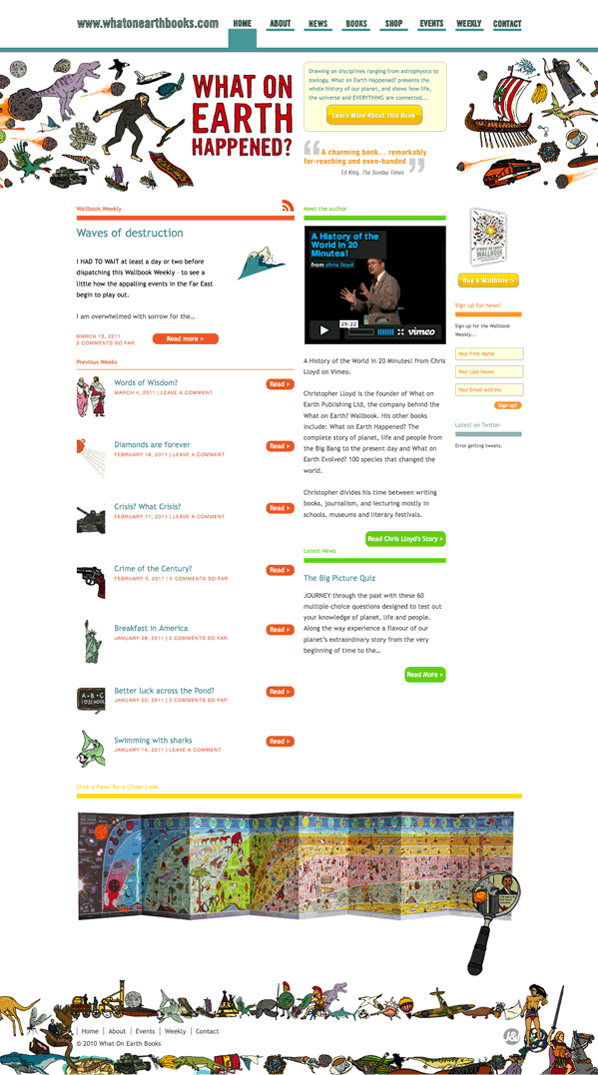 www.whatonearthbooks.com
HOME ABOUT NEWS BOOKS SHOP EVENTS WEEKLY CONTACT
WHAT ON
EARTH
HAPPENED?
Drawing on disciplines ranging from astrophysics to
zoology, What on Earth Happened? presents the
whole history of our planet, and shows how life,
the universe and EVERYTHING are connected...
Learn More About This Book
“A charming book... remarkably
far-reaching and even-handed”
Ed King, The Sunday Times
Wallbook Weekly
Waves of destruction
I HAD TO WAIT at least a day or two before
dispatching this Wallbook Weekly - to see a
little how the appalling events in the Far East
begin to play out.
I am overwhelmed with sorrow for the...
MARCH 13, 2011
2 COMMENTS SO FAR
Read more >
Previous Weeks
Words of Wisdom?
MARCH 4, 2011 | LEAVE A COMMENT
Read >
Diamonds are forever
FEBRUARY 18, 2011 | LEAVE A COMMENT
Read >
Crisis? What Crisis?
FEBRUARY 11, 2011 | LEAVE A COMMENT
Read >
Crime of the Century?
FEBRUARY 4, 2011 | 5 COMMENTS SO FAR
Read >
Breakfast in America
JANUARY 28, 2011 | 2 COMMENTS SO FAR
Read >
A B C
Better luck across the Pond?
JANUARY 20, 2011 | 2 COMMENTS SO FAR
Read >
Swimming with sharks
JANUARY 14, 2011 | LEAVE A COMMENT
Read >
Meet the author
A History of the
World in 20
Minutes!
from chris lloyd
29:22
vimeo
A History of the World in 20 Minutes! from Chris
Lloyd on Vimeo.
Christopher Lloyd is the founder of What on
Earth Publishing Ltd, the company behind the
What on Earth? Wallbook. His other books
include: What on Earth Happened? The
complete story of planet, life and people from
the Big Bang to the present day and What on
Earth Evolved? 100 species that changed the
world.
Christopher divides his time between writing
books, journalism, and lecturing mostly in
schools, museums and literary festivals.
Read Chris Lloyd's Story >
Latest News
The Big Picture Quiz
JOURNEY through the past with these 60
multiple-choice questions designed to test out
your knowledge of planet, life and people.
Along the way experience a flavour of our
planet's extraordinary story from the very
beginning of time to the...
Read More >
WALLBOOK
Buy a Wallbook >
Sign up for news!
Sign up for the Wallbook
Weekly...
Your First Name
Your Last Name
Your Email address
Sign up!
Latest on Twitter
Error getting tweets.
Click a Panel for a Closer Look
| Home | About | Events | Weekly | Contact
© 2010 What On Earth Books
J&J